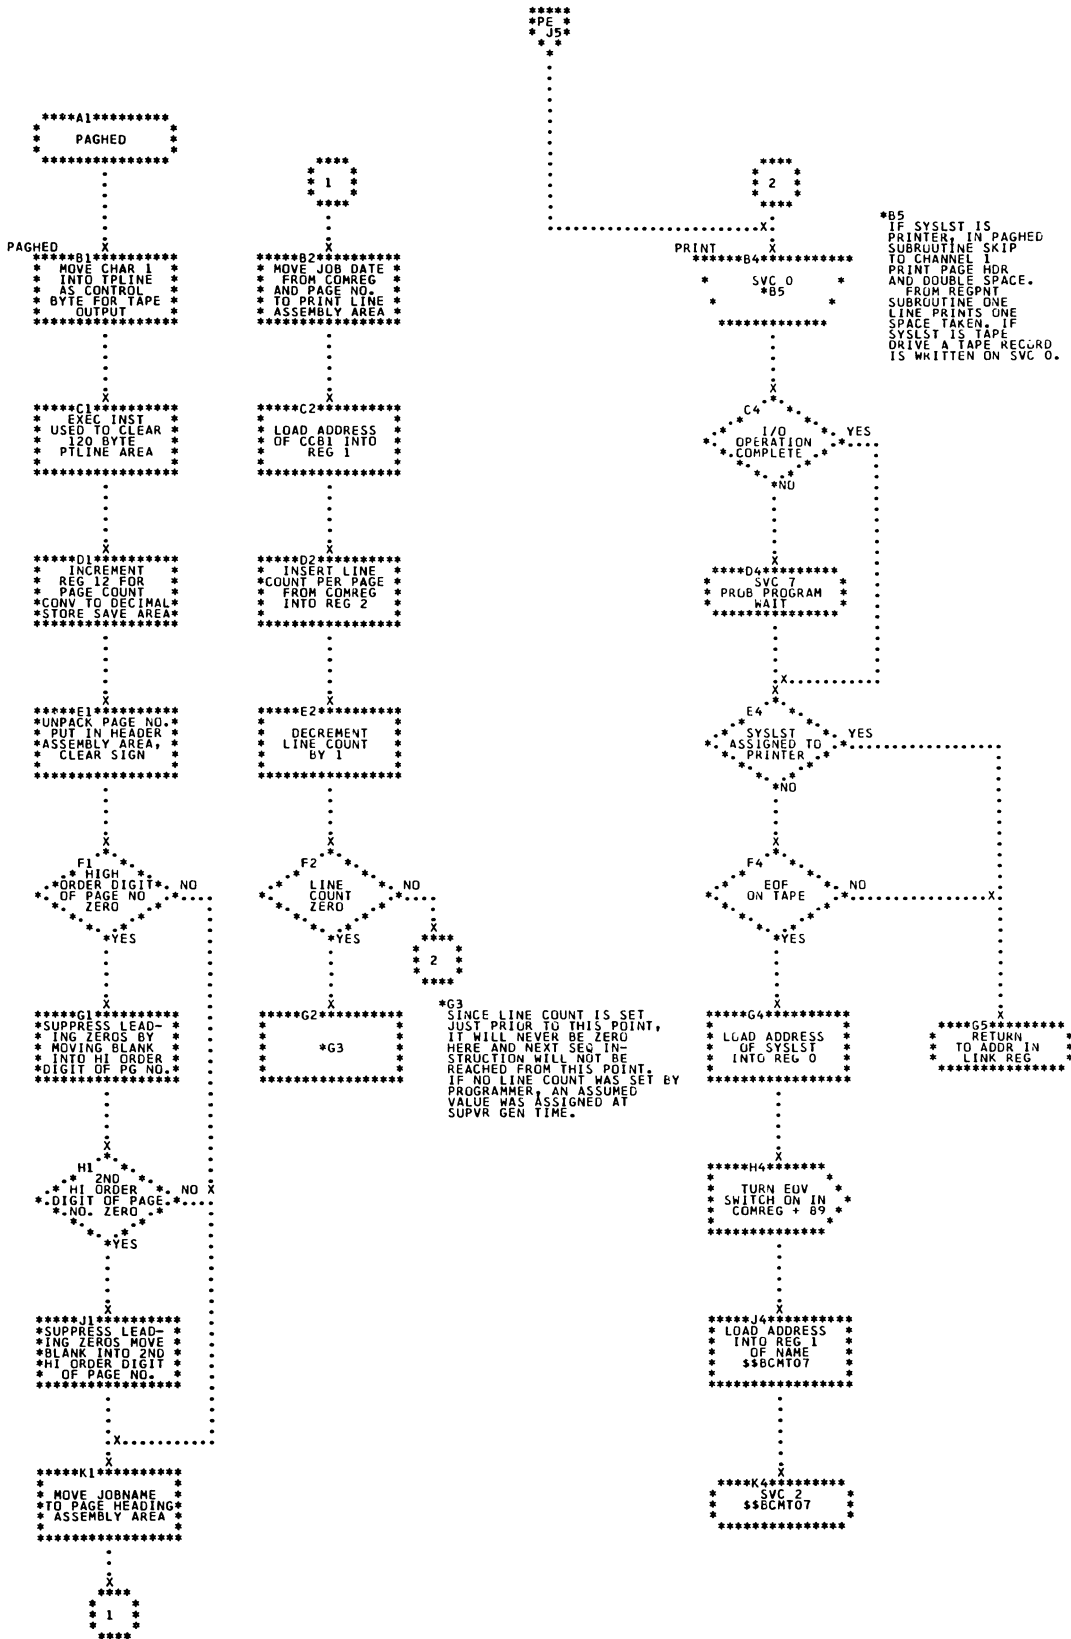 PE
J5
A1
PAGHED
PAGHED
B1
MOVE CHAR 1
INTO TPLINE
AS CONTROL
BYTE FOR TAPE
OUTPUT
C1
EXEC INST
USED TO CLEAR
120 BYTE
PTLINE AREA
D1
INCREMENT
REG 12 FOR
PAGE COUNT
CONV TO DECIMAL
STORE SAVE AREA
E1
UNPACK PAGE NO.
PUT IN HEADER
ASSEMBLY AREA,
CLEAR SIGN
F1
HIGH
ORDER DIGIT
OF PAGE NO
ZERO
NO
YES
G1
SUPPRESS LEAD-
ING ZEROS BY
MOVING BLANK
INTO HI ORDER
DIGIT OF PG NO.
H1
2ND
HI ORDER
DIGIT OF PAGE
NO. ZERO
NO
YES
J1
SUPPRESS LEAD-
ING ZEROS MOVE
BLANK INTO 2ND
HI ORDER DIGIT
OF PAGE NO.
K1
MOVE JOBNAME
TO PAGE HEADING
ASSEMBLY AREA
1
1
B2
MOVE JOB DATE
FROM COMREG
AND PAGE NO.
TO PRINT LINE
ASSEMBLY AREA
C2
LOAD ADDRESS
OF CCB1 INTO
REG 1
D2
INSERT LINE
COUNT PER PAGE
FROM COMREG
INTO REG 2
E2
DECREMENT
LINE COUNT
BY 1
F2
LINE
COUNT
ZERO
NO
YES
2
G2
*G3
*G3
SINCE LINE COUNT IS SET
JUST PRIOR TO THIS POINT,
IT WILL NEVER BE ZERO
HERE AND NEXT SEQ IN-
STRUCTION WILL NOT BE
REACHED FROM THIS POINT.
IF NO LINE COUNT WAS SET BY
PROGRAMMER, AN ASSUMED
VALUE WAS ASSIGNED AT
SUPVR GEN TIME.
2
PRINT
B4
SVC 0
*B5
*B5
IF SYSLST IS
PRINTER, IN PAGHED
SUBROUTINE SKIP
TO CHANNEL 1
PRINT PAGE HDR
AND DOUBLE SPACE.
FROM REGPNT
SUBROUTINE ONE
LINE PRINTS ONE
SPACE TAKEN. IF
SYSLST IS TAPE
DRIVE A TAPE RECORD
IS WRITTEN ON SVC 0.
C4
I/O
OPERATION
COMPLETE
YES
NO
D4
SVC 7
PROB PROGRAM
WAIT
E4
SYSLST
ASSIGNED TO
PRINTER
YES
NO
F4
EOF
ON TAPE
NO
YES
G4
LOAD ADDRESS
OF SYSLST
INTO REG 0
G5
RETURN
TO ADDR IN
LINK REG
H4
TURN EOV
SWITCH ON IN
COMREG + 89
J4
LOAD ADDRESS
INTO REG 1
OF NAME
$$BCMT07
K4
SVC 2
$$BCMT07